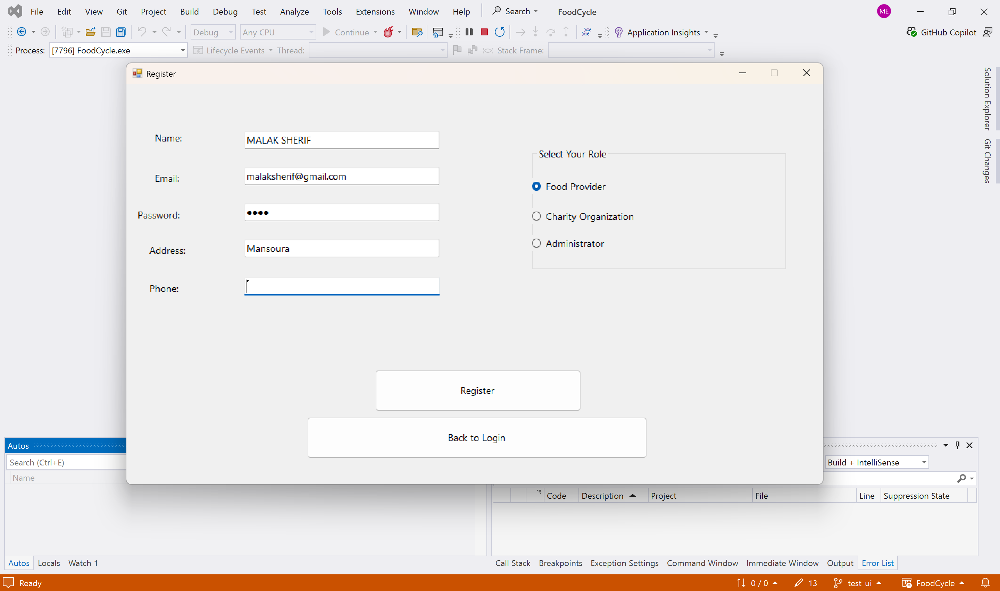 File Edit View Git Project Build Debug Test Analyze Tools Extensions Window Help Search FoodCycle ME
Debug Any CPU Continue Application Insights GitHub Copilot
Process: [7796] FoodCycle.exe Lifecycle Events Thread: Stack Frame:
Register
Name: MALAK SHERIF
Email: malaksherif@gmail.com
Password: ●●●●
Address: Mansoura
Phone:
Select Your Role
Food Provider
Charity Organization
Administrator
Register
Back to Login
Solution Explorer
Git Changes
Autos
Search (Ctrl+E)
Name
Build + IntelliSense
Code Description Project File Line Suppression State
Autos Locals Watch 1
Call Stack Breakpoints Exception Settings Command Window Immediate Window Output Error List
Ready 0 / 0 13 test-ui FoodCycle